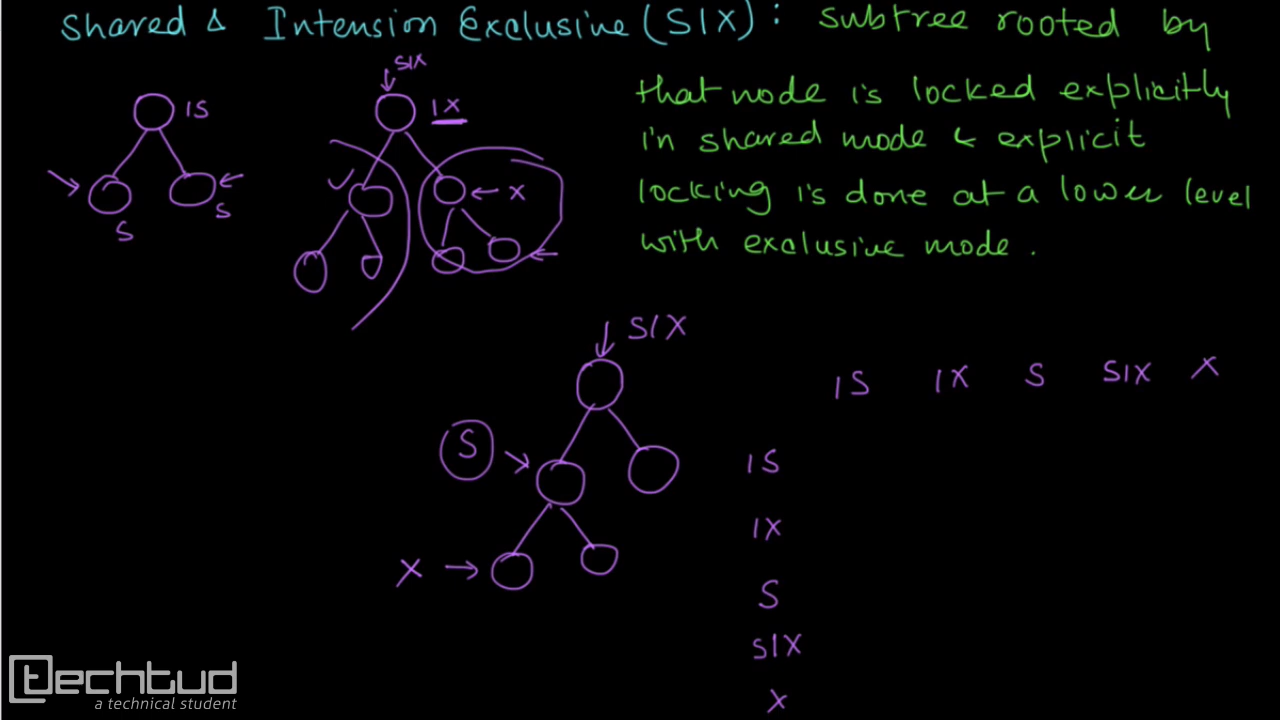 Shared & Intension Exclusive (SIX) : Subtree rooted by
that node is locked explicitly
in shared mode & explicit
locking is done at a lower level
with exclusive mode .
IS
S
S
SIX
IX
X
SIX
S
X
IS IX S SIX X
IS
IX
S
SIX
X
techtud
a technical student